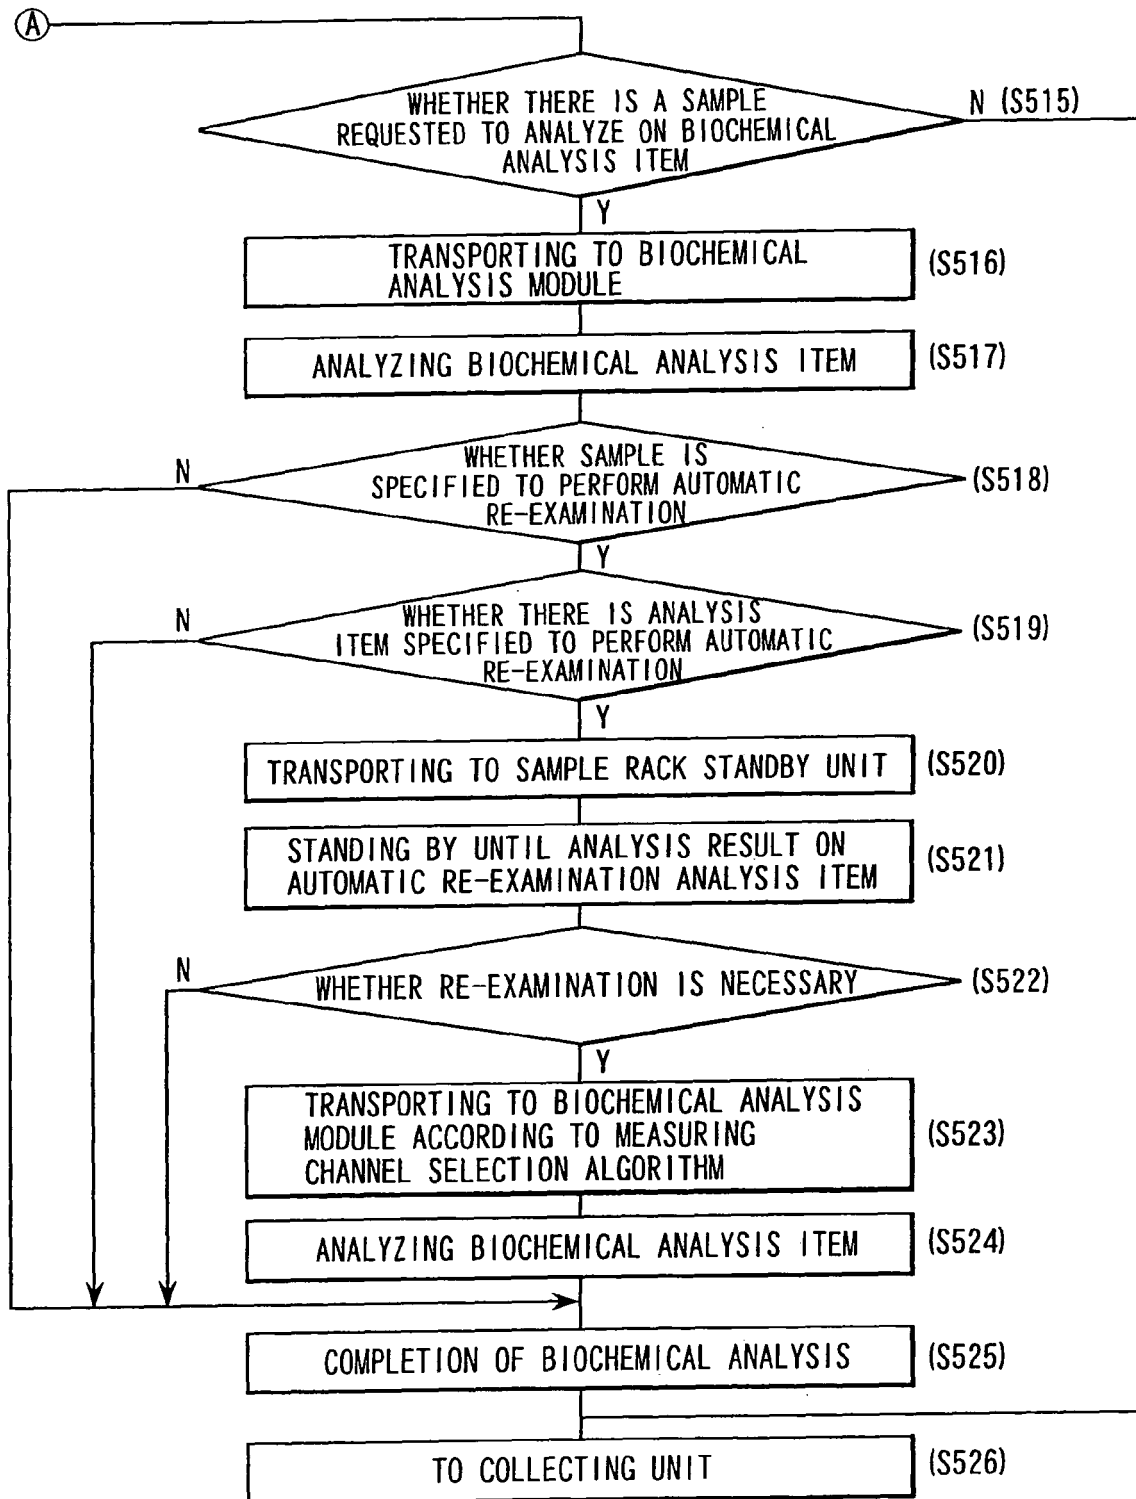 A
WHETHER THERE IS A SAMPLE
REQUESTED TO ANALYZE ON BIOCHEMICAL
ANALYSIS ITEM
N (S515)
Y
TRANSPORTING TO BIOCHEMICAL
ANALYSIS MODULE
(S516)
ANALYZING BIOCHEMICAL ANALYSIS ITEM
(S517)
N
WHETHER SAMPLE IS
SPECIFIED TO PERFORM AUTOMATIC
RE-EXAMINATION
(S518)
Y
N
WHETHER THERE IS ANALYSIS
ITEM SPECIFIED TO PERFORM AUTOMATIC
RE-EXAMINATION
(S519)
Y
TRANSPORTING TO SAMPLE RACK STANDBY UNIT
(S520)
STANDING BY UNTIL ANALYSIS RESULT ON
AUTOMATIC RE-EXAMINATION ANALYSIS ITEM
(S521)
N
WHETHER RE-EXAMINATION IS NECESSARY
(S522)
Y
TRANSPORTING TO BIOCHEMICAL ANALYSIS
MODULE ACCORDING TO MEASURING
CHANNEL SELECTION ALGORITHM
(S523)
ANALYZING BIOCHEMICAL ANALYSIS ITEM
(S524)
COMPLETION OF BIOCHEMICAL ANALYSIS
(S525)
TO COLLECTING UNIT
(S526)